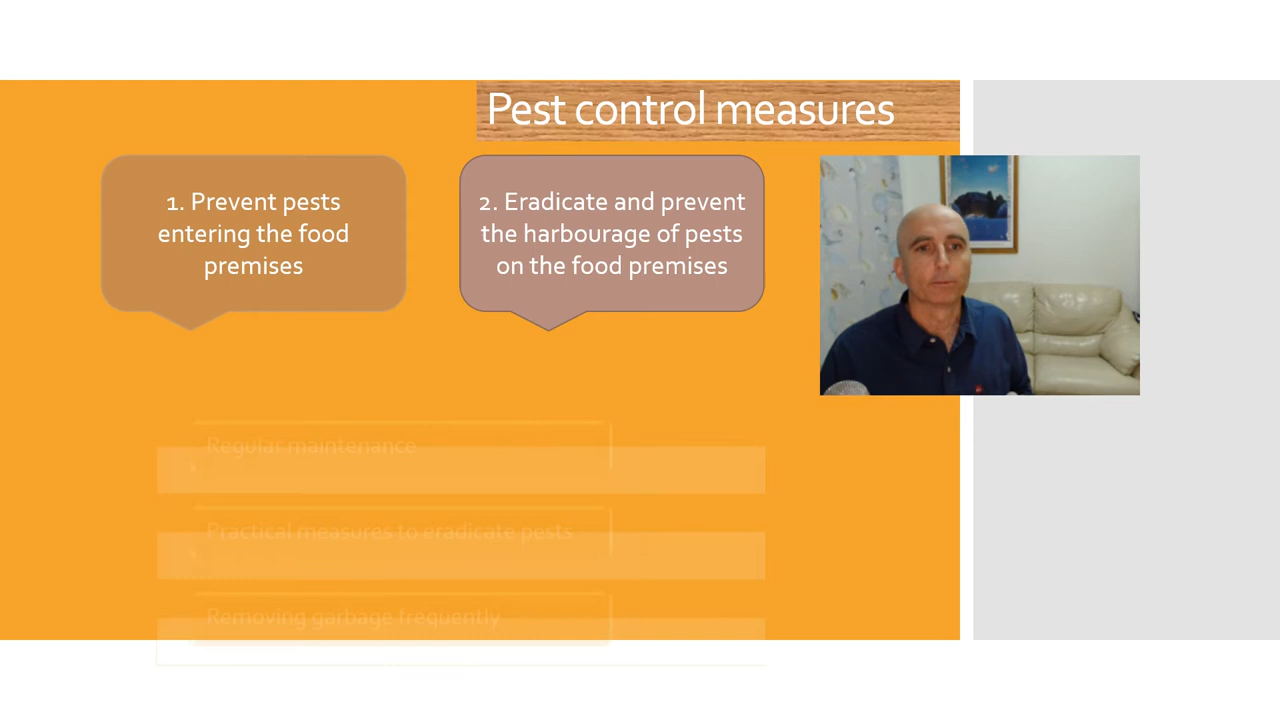 Pest control measures
1. Prevent pests
entering the food
premises
2. Eradicate and prevent
the harbourage of pests
on the food premises
Regular maintenance
Practical measures to eradicate pests
Removing garbage frequently